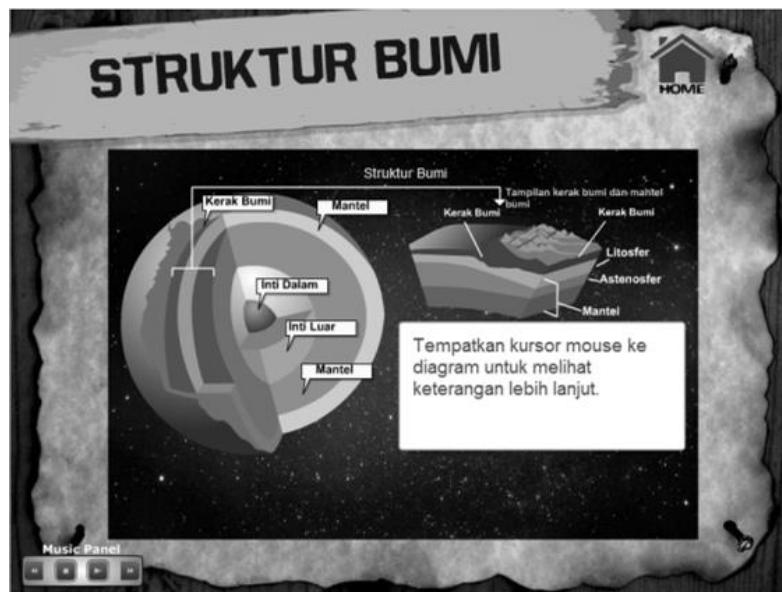 STRUKTUR BUMI
HOME
Struktur Bumi
Tampilan kerak bumi dan mantel
bumi
Kerak Bumi
Mantel
Kerak Bumi
Kerak Bumi
Litosfer
Astenosfer
Inti Dalam
Mantel
Inti Luar
Mantel
Tempatkan kursor mouse ke
diagram untuk melihat
keterangan lebih lanjut.
Music Panel